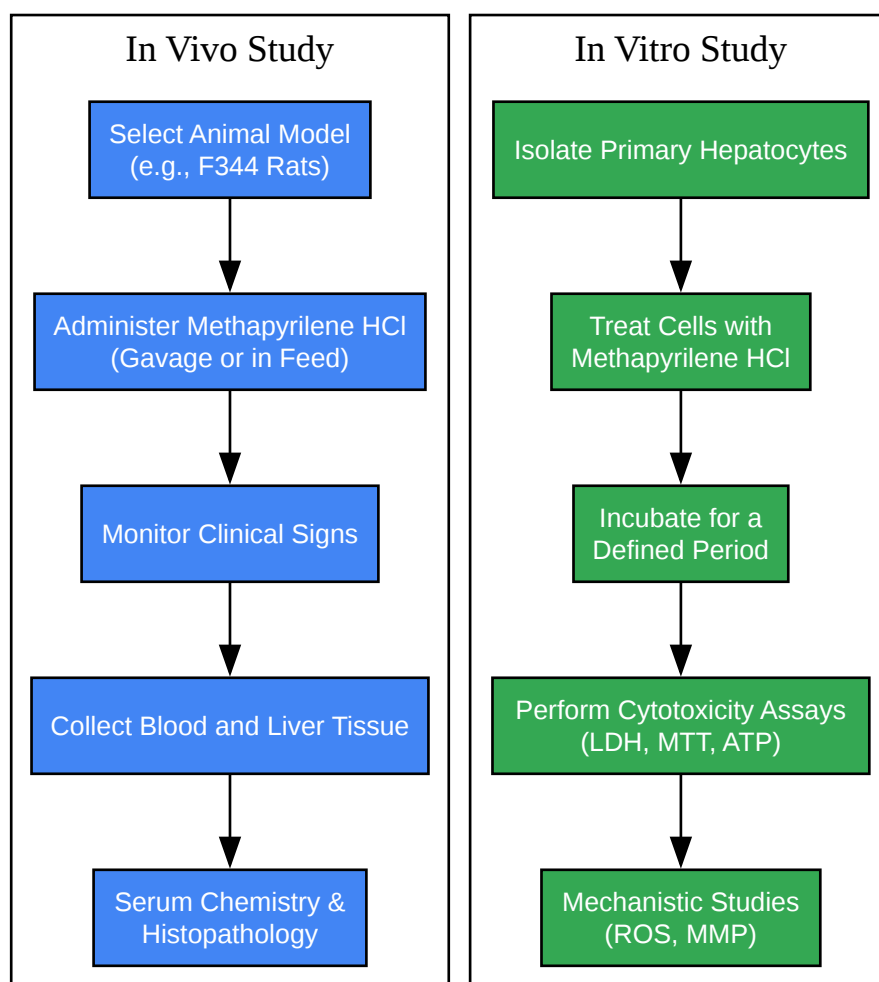 In Vivo Study
Select Animal Model
(e.g., F344 Rats)
Administer Methapyrilene HCl
(Gavage or in Feed)
Monitor Clinical Signs
Collect Blood and Liver Tissue
Serum Chemistry &
Histopathology
In Vitro Study
Isolate Primary Hepatocytes
Treat Cells with
Methapyrilene HCl
Incubate for a
Defined Period
Perform Cytotoxicity Assays
(LDH, MTT, ATP)
Mechanistic Studies
(ROS, MMP)